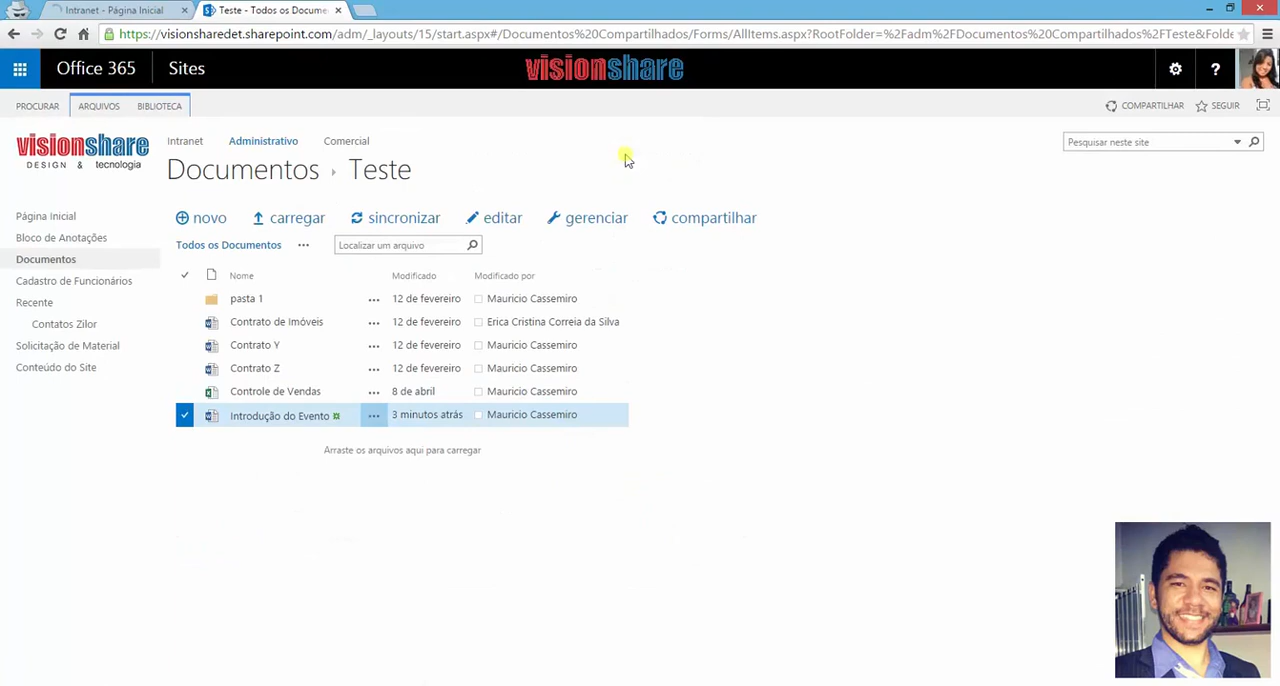 Intranet - Página Inicial
Teste - Todos os Docume
https://visionsharedet.sharepoint.com/adm/_layouts/15/start.aspx#/Documentos%20Compartilhados/Forms/AllItems.aspx?RootFolder=%2Fadm%2FDocumentos%20Compartilhados%2FTeste&Folde
Office 365
Sites
visionshare
?
PROCURAR
ARQUIVOS
BIBLIOTECA
COMPARTILHAR
SEGUIR
visionshare
DESIGN & tecnologia
Intranet
Administrativo
Comercial
Pesquisar neste site
Documentos › Teste
Página Inicial
Bloco de Anotações
Documentos
Cadastro de Funcionários
Recente
Contatos Zilor
Solicitação de Material
Conteúdo do Site
novo
carregar
sincronizar
editar
gerenciar
compartilhar
Todos os Documentos ···
Localizar um arquivo
Nome Modificado Modificado por
pasta 1 ··· 12 de fevereiro Mauricio Cassemiro
Contrato de Imóveis ··· 12 de fevereiro Erica Cristina Correia da Silva
Contrato Y ··· 12 de fevereiro Mauricio Cassemiro
Contrato Z ··· 12 de fevereiro Mauricio Cassemiro
Controle de Vendas ··· 8 de abril Mauricio Cassemiro
Introdução do Evento ··· 3 minutos atrás Mauricio Cassemiro
Arraste os arquivos aqui para carregar